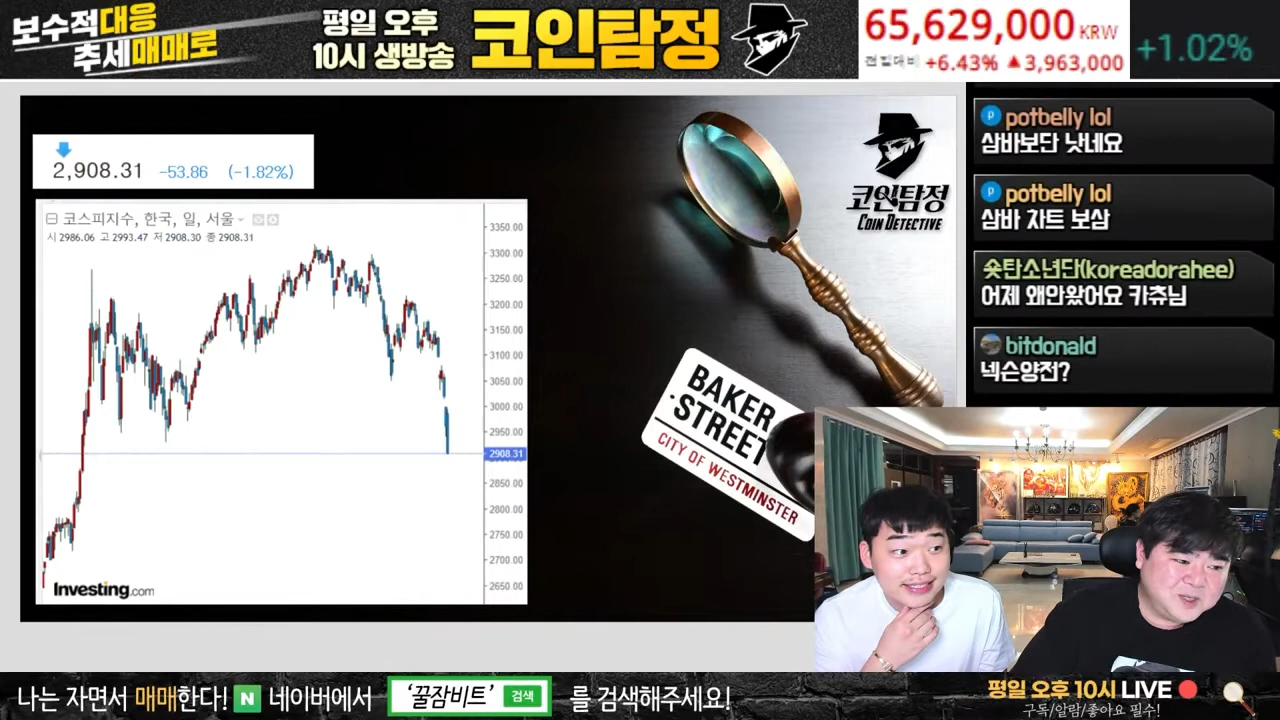 보수적대응
추세매매로
평일 오후
10시 생방송
코인탐정
65,629,000 KRW
전일대비 +6.43% ▲3,963,000
+1.02%
2,908.31 -53.86 (-1.82%)
코스피지수, 한국, 일, 서울
시 2986.06 고 2993.47 저 2908.30 종 2908.31
3350.00
3300.00
3250.00
3200.00
3150.00
3100.00
3050.00
3000.00
2950.00
2908.31
2850.00
2800.00
2750.00
2700.00
2650.00
Investing.com
코인탐정
COIN DETECTIVE
BAKER
·STREET
CITY OF WESTMINSTER
potbelly lol
삼바보단 낫네요
potbelly lol
삼바 차트 보삼
숏탄소년단(koreadorahee)
어제 왜안왔어요 카츄님
bitdonald
넥슨양전?
나는 자면서 매매한다! N 네이버에서 '꿀잠비트' 검색 를 검색해주세요!
평일 오후 10시 LIVE
구독/알람/좋아요 필수!